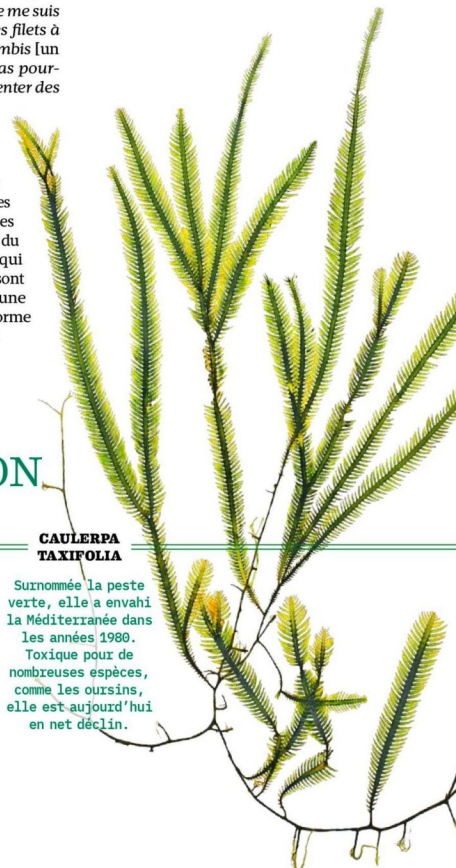 e me suis
es filets à
mbis [un
as pour-
enter des
es
es
du
qui
sont
une
orme
ON
CAULERPA
TAXIFOLIA
Surnommée la peste
verte, elle a envahi
la Méditerranée dans
les années 1980.
Toxique pour de
nombreuses espèces,
comme les oursins,
elle est aujourd'hui
en net déclin.